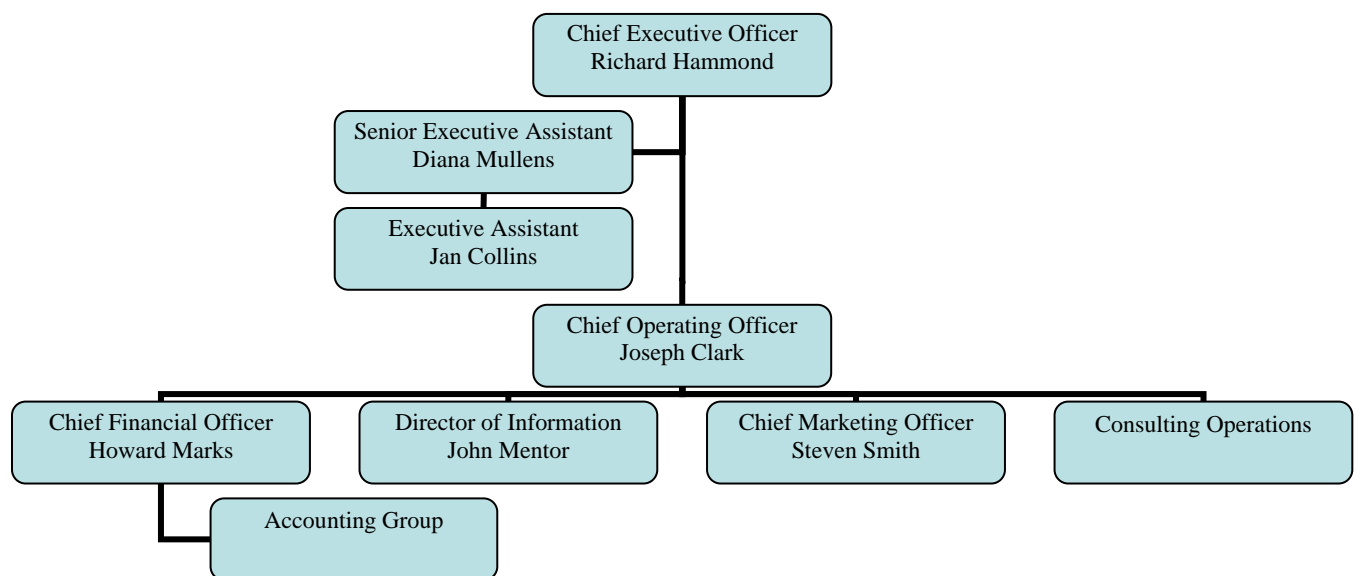 Chief Executive Officer
Richard Hammond
Senior Executive Assistant
Diana Mullens
Executive Assistant
Jan Collins
Chief Operating Officer
Joseph Clark
Chief Financial Officer
Howard Marks
Director of Information
John Mentor
Chief Marketing Officer
Steven Smith
Consulting Operations
Accounting Group